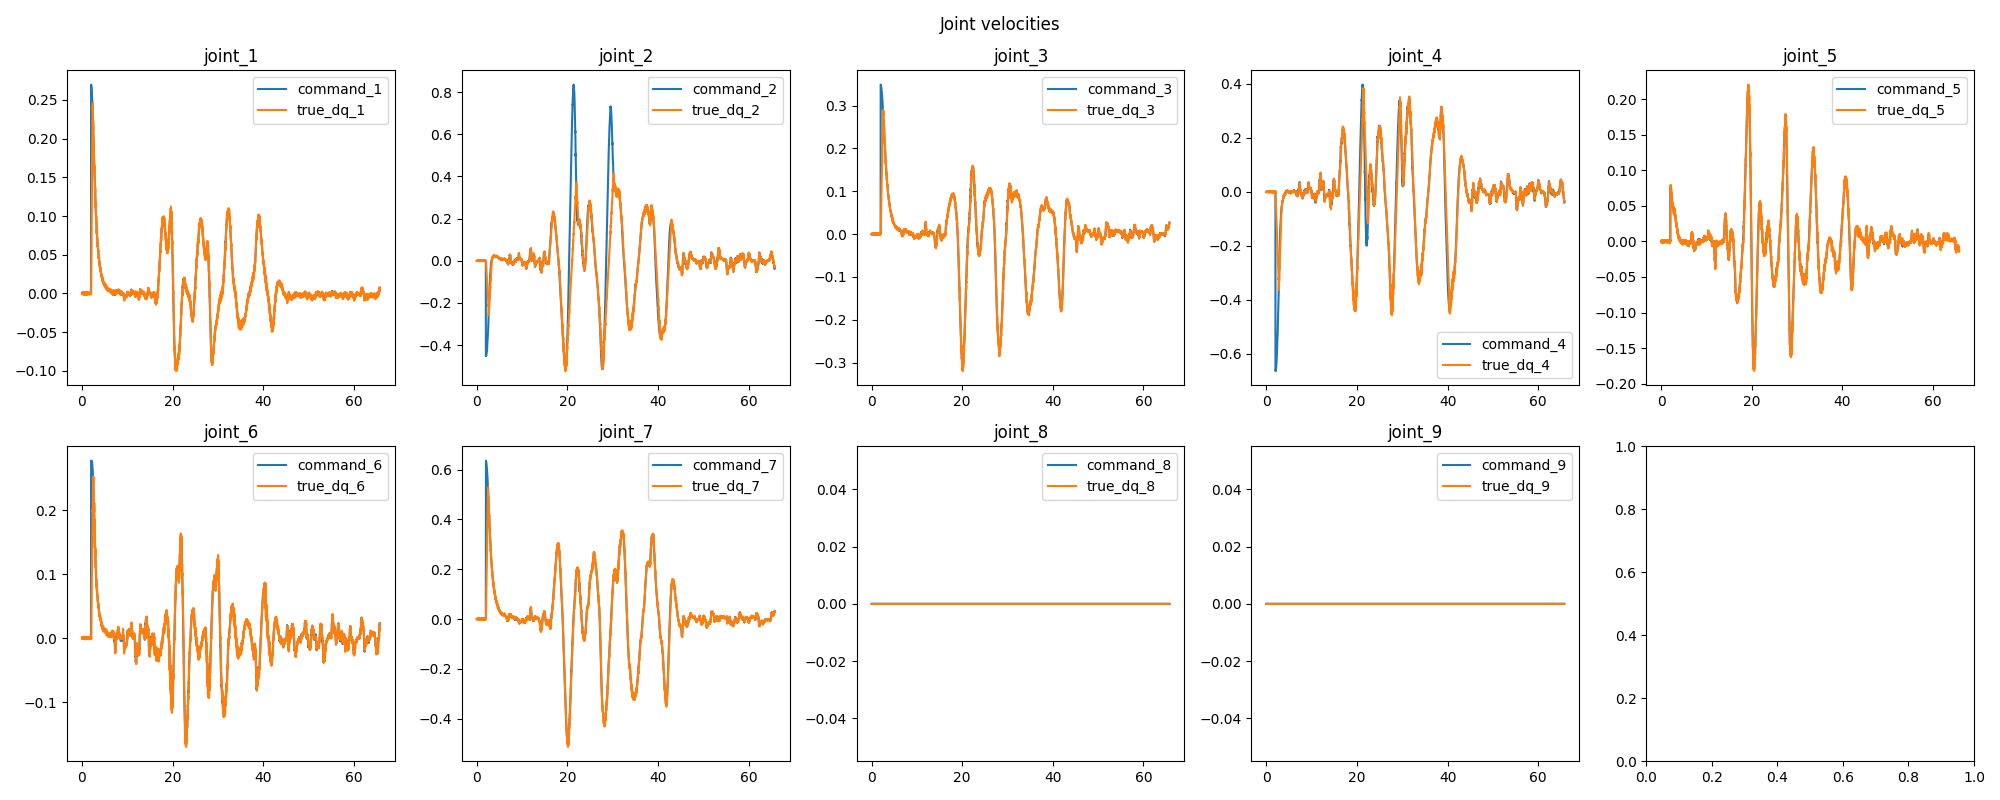 Joint velocities
joint_1
joint_2
joint_3
joint_4
joint_5
command_1
true_dq_1
0.25
0.20
0.15
0.10
0.05
0.00
−0.05
−0.10
0 20 40 60
command_2
true_dq_2
0.8
0.6
0.4
0.2
0.0
−0.2
−0.4
0 20 40 60
command_3
true_dq_3
0.3
0.2
0.1
0.0
−0.1
−0.2
−0.3
0 20 40 60
0.4
0.2
0.0
−0.2
−0.4
−0.6
command_4
true_dq_4
0 20 40 60
command_5
true_dq_5
0.20
0.15
0.10
0.05
0.00
−0.05
−0.10
−0.15
−0.20
0 20 40 60
joint_6
joint_7
joint_8
joint_9
command_6
true_dq_6
0.2
0.1
0.0
−0.1
0 20 40 60
command_7
true_dq_7
0.6
0.4
0.2
0.0
−0.2
−0.4
0 20 40 60
command_8
true_dq_8
0.04
0.02
0.00
−0.02
−0.04
0 20 40 60
command_9
true_dq_9
0.04
0.02
0.00
−0.02
−0.04
0 20 40 60
1.0
0.8
0.6
0.4
0.2
0.0
0.0 0.2 0.4 0.6 0.8 1.0